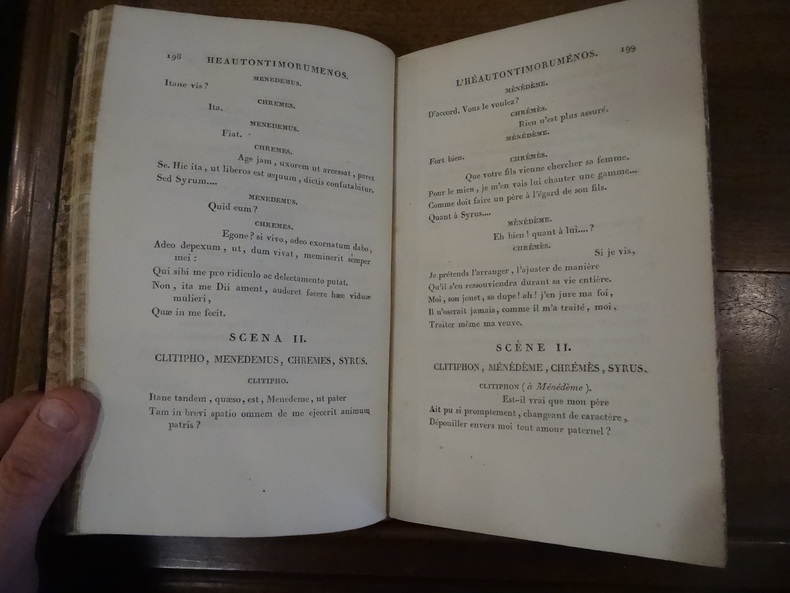 198
HEAUTONTIMORUMENOS.
MENEDEMUS.
Itane vis?
CHREMES.
Ita.
MENEDEMUS.
Fiat.
CHREMES.
Age jam, uxorem ut arcessat, paret
Se. Hic ita, ut liberos est æquum, dictis confutabitur.
Sed Syrum....
MENEDEMUS.
Quid eum?
CHREMES.
Egone? si vivo, adeo exornatum dabo,
Adeo depexum, ut, dum vivat, meminerit semper
mei:
Qui sibi me pro ridiculo ac delectamento putat.
Non, ita me Dii ament, auderet facere hæc viduæ
mulieri,
Quæ in me fecit.
SCENA II.
CLITIPHO, MENEDEMUS, CHREMES, SYRUS.
CLITIPHO.
Itane tandem, quæso, est, Menedeme, ut pater
Tam in brevi spatio omnem de me ejecerit animum
patris?
L'HÉAUTONTIMORUMÉNOS.
199
MÉNÉDÈME.
D'accord. Vous le voulez?
CHRÉMÈS.
Rien n'est plus assuré.
MÉNÉDÈME.
Fort bien.
CHRÉMÈS.
Que votre fils vienne chercher sa femme.
Pour le mien, je m'en vais lui chanter une gamme...
Comme doit faire un père à l'égard de son fils.
Quant à Syrus....
MÉNÉDÈME.
Eh bien! quant à lui....?
CHRÉMÈS.
Si je vis,
Je prétends l'arranger, l'ajuster de manière
Qu'il s'en ressouviendra durant sa vie entière.
Moi, son jouet, sa dupe! ah! j'en jure ma foi,
Il n'oserait jamais, comme il m'a traité, moi,
Traiter même ma veuve.
SCÈNE II.
CLITIPHON, MÉNÉDÈME, CHRÉMÈS, SYRUS.
CLITIPHON (à Ménédème).
Est-il vrai que mon père
Ait pu si promptement, changeant de caractère,
Dépouiller envers moi tout amour paternel?